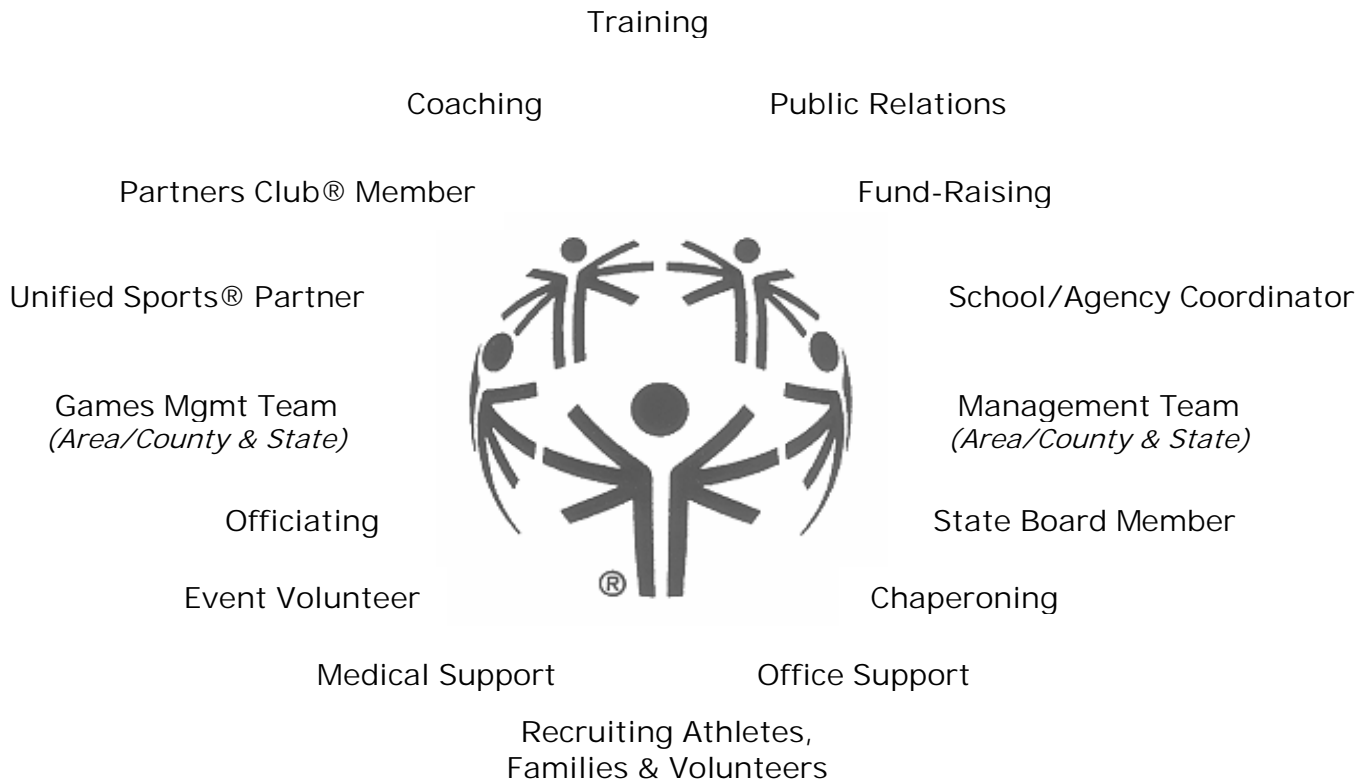 Training
Coaching
Public Relations
Partners Club® Member
Fund-Raising
Unified Sports® Partner
School/Agency Coordinator
Games Mgmt Team
(Area/County & State)
Management Team
(Area/County & State)
Officiating
State Board Member
®
Event Volunteer
Chaperoning
Medical Support
Office Support
Recruiting Athletes,
Families & Volunteers